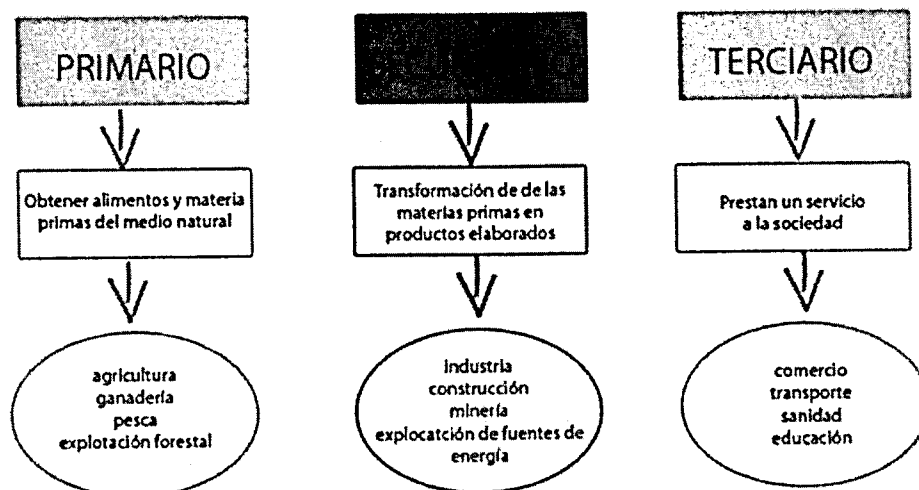 PRIMARIO
Obtener alimentos y materia
primas del medio natural
agricultura
ganadería
pesca
explotación forestal
Transformación de de las
materias primas en
productos elaborados
industria
construcción
minería
explocatción de fuentes de
energía
TERCIARIO
Prestan un servicio
a la sociedad
comercio
transporte
sanidad
educación